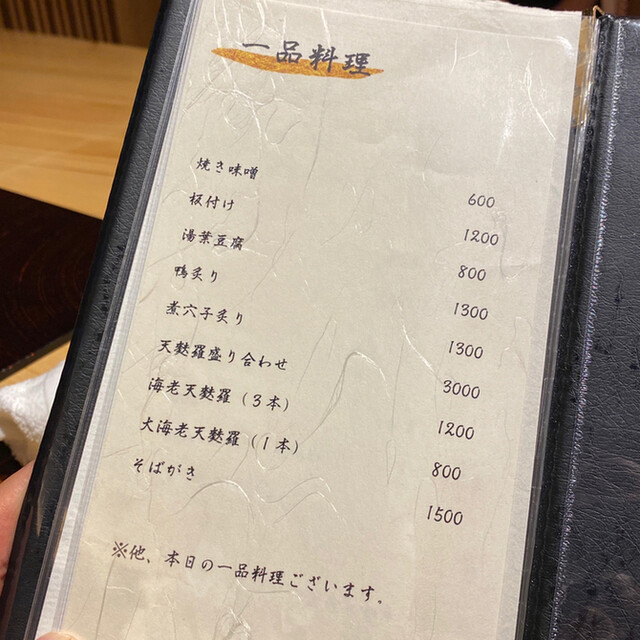 一品料理
焼き味噌 600
板付け 1200
湯葉豆腐 800
鴨炙り 1300
煮穴子炙り 1300
天麩羅盛り合わせ 3000
海老天麩羅（3本） 1200
大海老天麩羅（1本） 800
そばがき 1500
※他、本日の一品料理ございます。